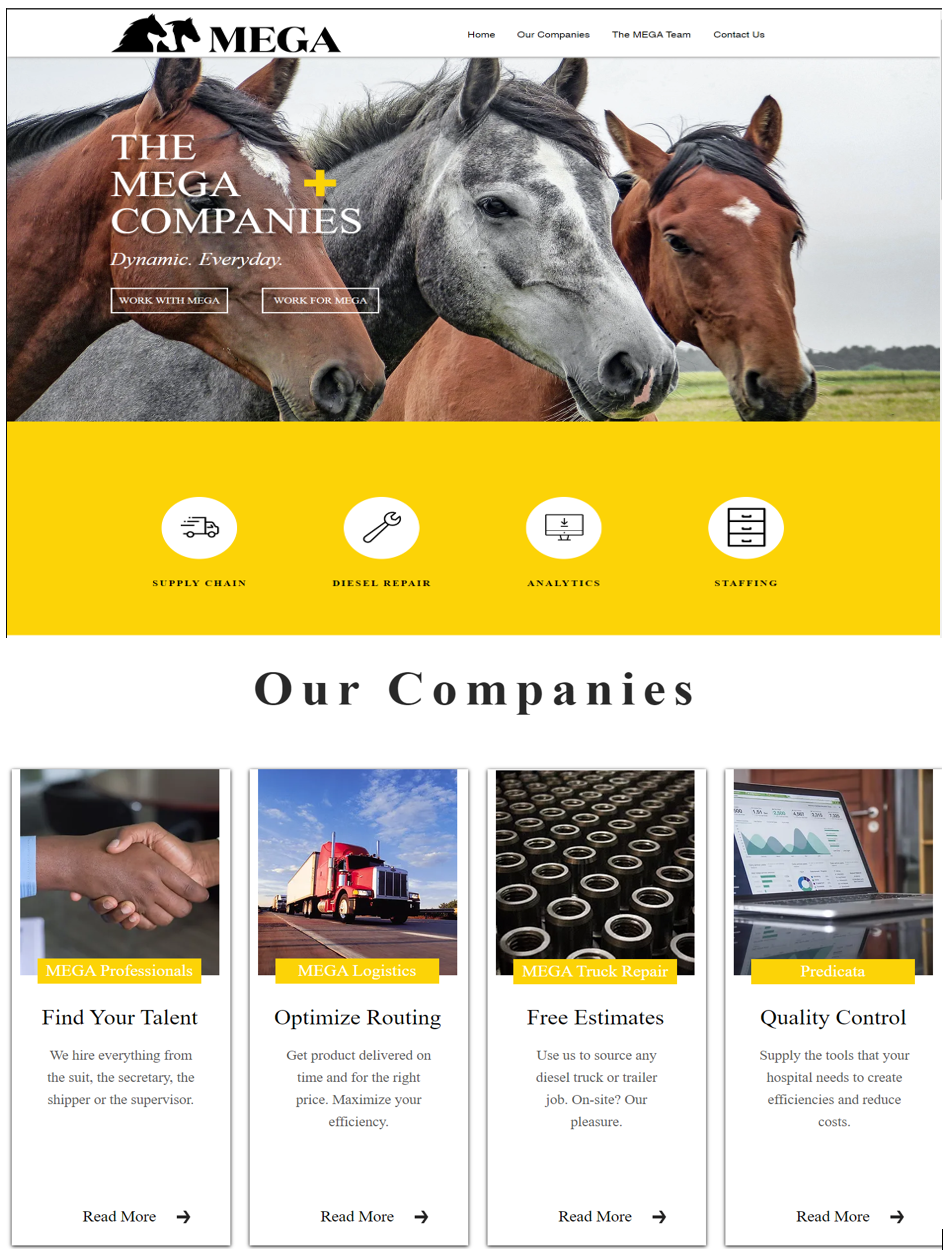 MEGA
Home Our Companies The MEGA Team Contact Us
THE
MEGA
COMPANIES
Dynamic. Everyday.
WORK WITH MEGA WORK FOR MEGA
SUPPLY CHAIN DIESEL REPAIR ANALYTICS STAFFING
Our Companies
MEGA Professionals
Find Your Talent
We hire everything from
the suit, the secretary, the
shipper or the supervisor.
Read More
MEGA Logistics
Optimize Routing
Get product delivered on
time and for the right
price. Maximize your
efficiency.
Read More
MEGA Truck Repair
Free Estimates
Use us to source any
diesel truck or trailer
job. On-site? Our
pleasure.
Read More
Predicata
Quality Control
Supply the tools that your
hospital needs to create
efficiencies and reduce
costs.
Read More